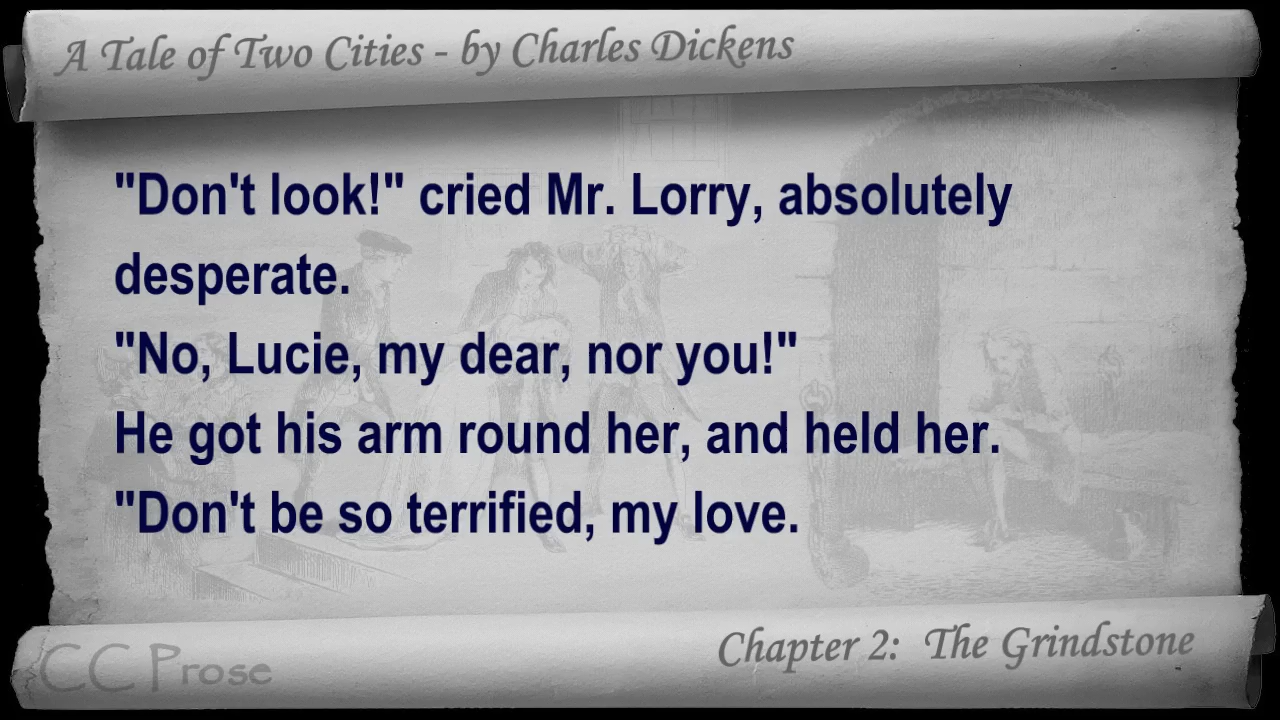 A Tale of Two Cities - by Charles Dickens
"Don't look!" cried Mr. Lorry, absolutely
desperate.
"No, Lucie, my dear, nor you!"
He got his arm round her, and held her.
"Don't be so terrified, my love.
CC Prose
Chapter 2: The Grindstone